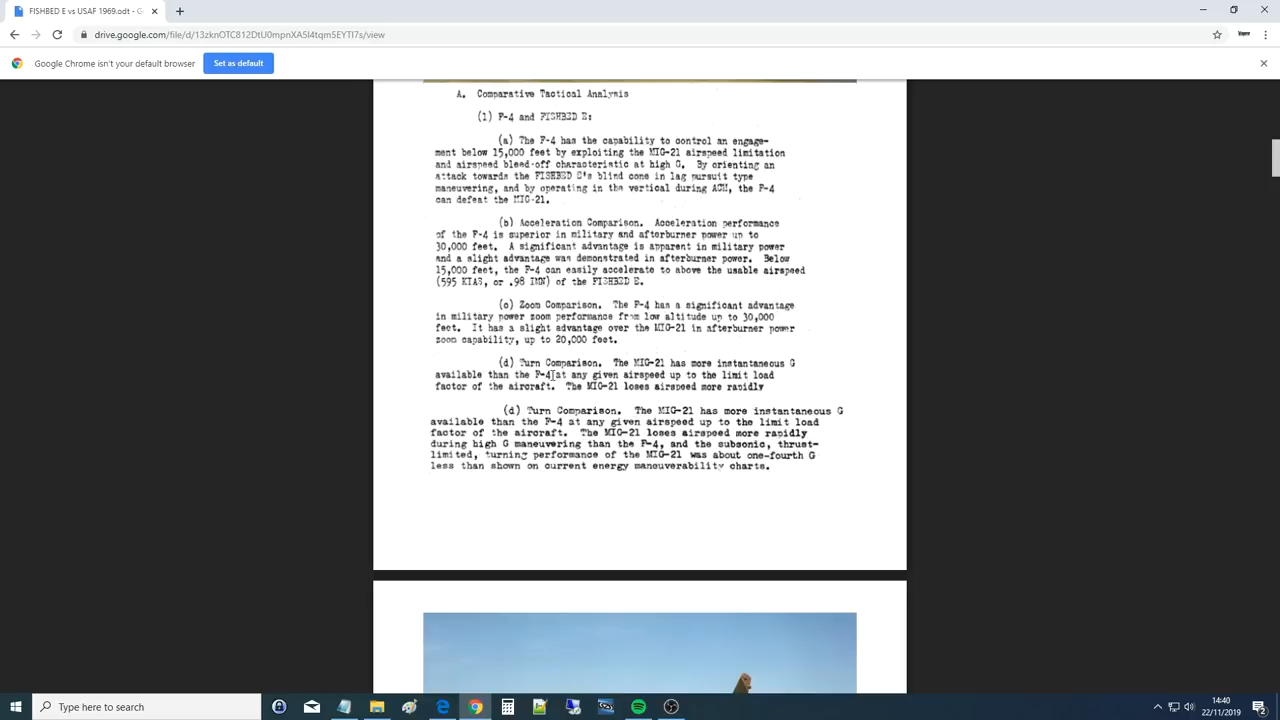 FISHBED E vs USAF 1969.odt - G
drive.google.com/file/d/13zknOTC812DtU0mpnXA5l4tqm5EYTI7s/view
Google Chrome isn't your default browser
Set as default
A. Comparative Tactical Analysis
(1) F-4 and FISHBED E:
(a) The F-4 has the capability to control an engage-
ment below 15,000 feet by exploiting the MIG-21 airspeed limitation
and airspeed bleed-off characteristic at high G. By orienting an
attack towards the FISHBED E's blind cone in lag pursuit type
maneuvering, and by operating in the vertical during ACM, the F-4
can defeat the MIG-21.
(b) Acceleration Comparison. Acceleration performance
of the F-4 is superior in military and afterburner power up to
30,000 feet. A significant advantage is apparent in military power
and a slight advantage was demonstrated in afterburner power. Below
15,000 feet, the F-4 can easily accelerate to above the usable airspeed
(595 KIAS, or .98 IMN) of the FISHBED E.
(c) Zoom Comparison. The F-4 has a significant advantage
in military power zoom performance from low altitude up to 30,000
feet. It has a slight advantage over the MIG-21 in afterburner power
zoom capability, up to 20,000 feet.
(d) Turn Comparison. The MIG-21 has more instantaneous G
available than the F-4 at any given airspeed up to the limit load
factor of the aircraft. The MIG-21 loses airspeed more rapidly
(d) Turn Comparison. The MIG-21 has more instantaneous G
available than the F-4 at any given airspeed up to the limit load
factor of the aircraft. The MIG-21 loses airspeed more rapidly
during high G maneuvering than the F-4, and the subsonic, thrust-
limited, turning performance of the MIG-21 was about one-fourth G
less than shown on current energy maneuverability charts.
Type here to search
14:40
22/11/2019
2